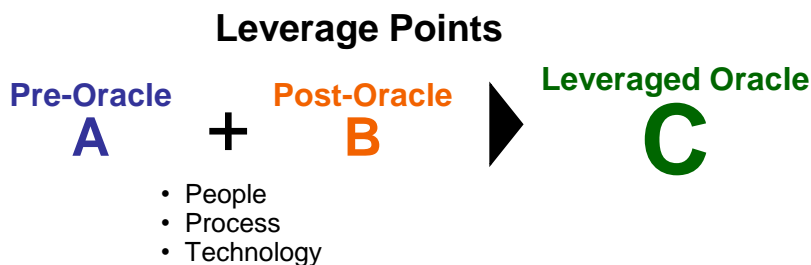 Leverage Points
Pre-Oracle
A
+
Post-Oracle
B
Leveraged Oracle
C
• People
• Process
• Technology